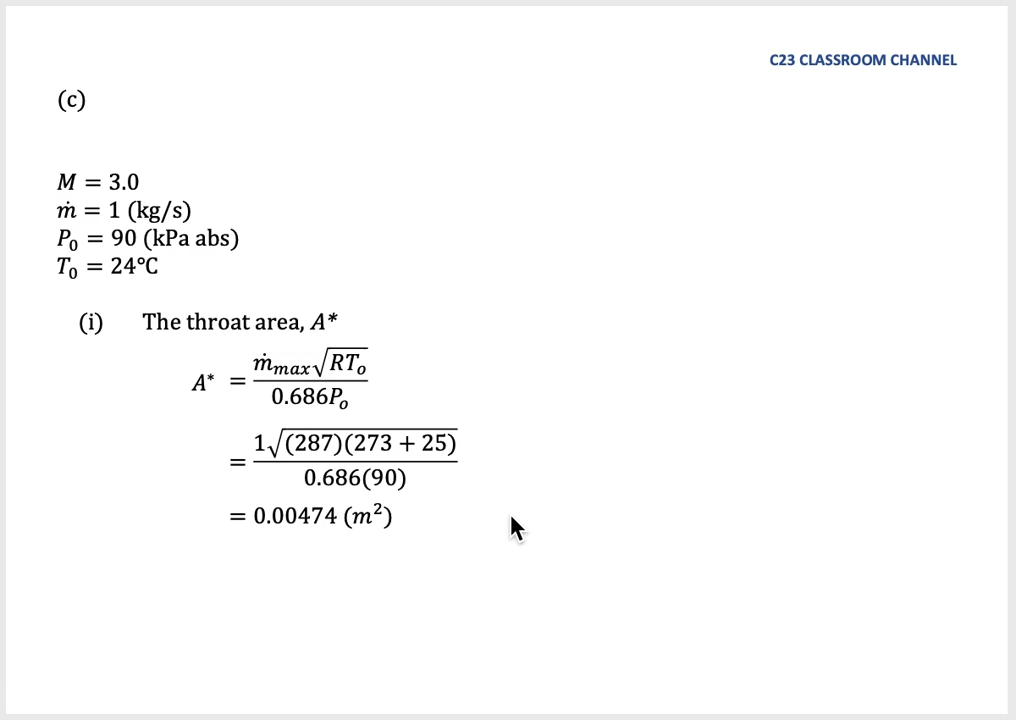 C23 CLASSROOM CHANNEL
(c)
M = 3.0
ṁ = 1 (kg/s)
P₀ = 90 (kPa abs)
T₀ = 24°C
(i) The throat area, A*
A* = ṁₘₐₓ√(RTₒ) / 0.686Pₒ
= 1√((287)(273 + 25)) / 0.686(90)
= 0.00474 (m²)